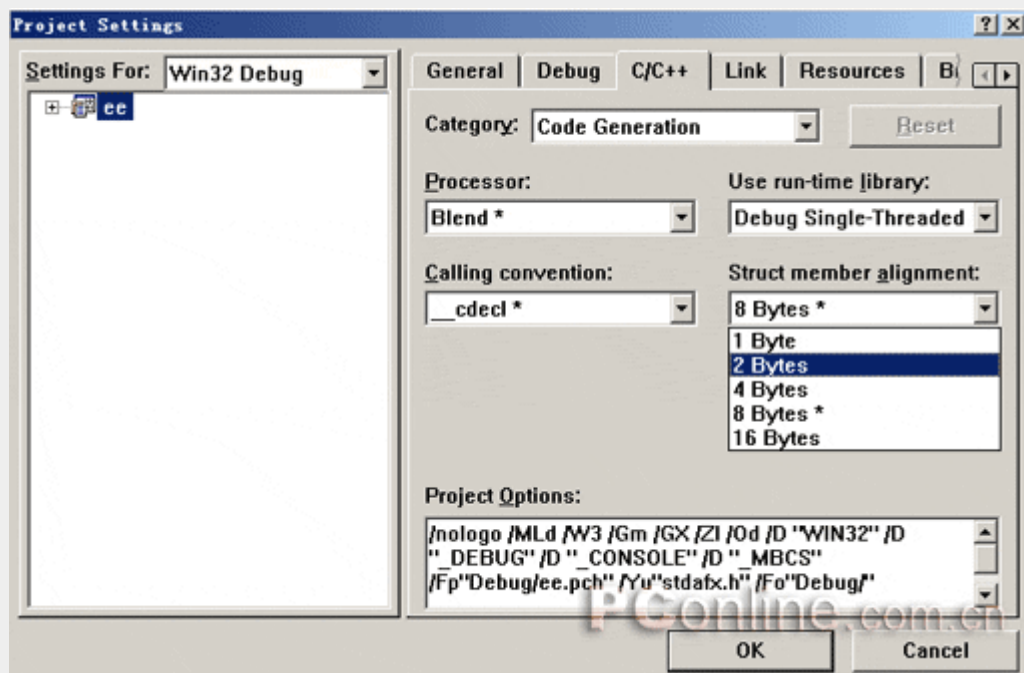 Project Settings
Settings For: Win32 Debug
ee
General Debug C/C++ Link Resources
Category: Code Generation Reset
Processor: Use run-time library:
Blend * Debug Single-Threaded
Calling convention: Struct member alignment:
__cdecl * 8 Bytes *
1 Byte
2 Bytes
4 Bytes
8 Bytes *
16 Bytes
Project Options:
/nologo /MLd /W3 /Gm /GX /ZI /Od /D "WIN32" /D
"_DEBUG" /D "_CONSOLE" /D "_MBCS"
/Fp"Debug/ee.pch" /Yu"stdafx.h" /Fo"Debug/"
PConline.com.cn
OK Cancel